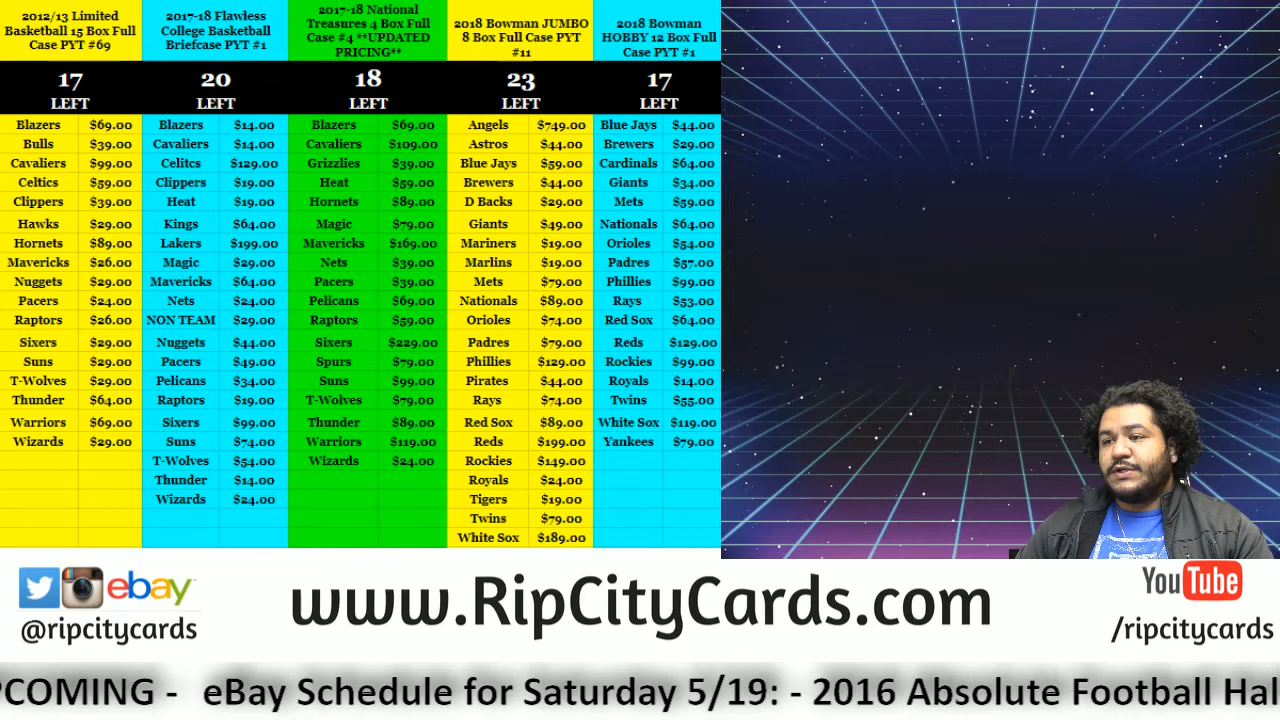 2012/13 Limited
Basketball 15 Box Full
Case PYT #69
17
LEFT
Blazers $69.00
Bulls $39.00
Cavaliers $99.00
Celtics $59.00
Clippers $39.00
Hawks $29.00
Hornets $89.00
Mavericks $26.00
Nuggets $29.00
Pacers $24.00
Raptors $26.00
Sixers $29.00
Suns $29.00
T-Wolves $29.00
Thunder $64.00
Warriors $69.00
Wizards $29.00
2017-18 Flawless
College Basketball
Briefcase PYT #1
20
LEFT
Blazers $14.00
Cavaliers $14.00
Celitcs $129.00
Clippers $19.00
Heat $19.00
Kings $64.00
Lakers $199.00
Magic $29.00
Mavericks $64.00
Nets $24.00
NON TEAM $29.00
Nuggets $44.00
Pacers $49.00
Pelicans $34.00
Raptors $19.00
Sixers $99.00
Suns $74.00
T-Wolves $54.00
Thunder $14.00
Wizards $24.00
2017-18 National
Treasures 4 Box Full
Case #4 **UPDATED
PRICING**
18
LEFT
Blazers $69.00
Cavaliers $109.00
Grizzlies $39.00
Heat $59.00
Hornets $89.00
Magic $79.00
Mavericks $169.00
Nets $39.00
Pacers $39.00
Pelicans $69.00
Raptors $59.00
Sixers $229.00
Spurs $79.00
Suns $99.00
T-Wolves $79.00
Thunder $89.00
Warriors $119.00
Wizards $24.00
2018 Bowman JUMBO
8 Box Full Case PYT
#11
23
LEFT
Angels $749.00
Astros $44.00
Blue Jays $59.00
Brewers $44.00
D Backs $29.00
Giants $49.00
Mariners $19.00
Marlins $19.00
Mets $79.00
Nationals $89.00
Orioles $74.00
Padres $79.00
Phillies $129.00
Pirates $44.00
Rays $74.00
Red Sox $89.00
Reds $199.00
Rockies $149.00
Royals $24.00
Tigers $19.00
Twins $79.00
White Sox $189.00
2018 Bowman
HOBBY 12 Box Full
Case PYT #1
17
LEFT
Blue Jays $44.00
Brewers $29.00
Cardinals $64.00
Giants $34.00
Mets $59.00
Nationals $64.00
Orioles $54.00
Padres $57.00
Phillies $99.00
Rays $53.00
Red Sox $64.00
Reds $129.00
Rockies $99.00
Royals $14.00
Twins $55.00
White Sox $119.00
Yankees $79.00
ebay
@ripcitycards
www.RipCityCards.com
YouTube
/ripcitycards
PCOMING - eBay Schedule for Saturday 5/19: - 2016 Absolute Football Hal